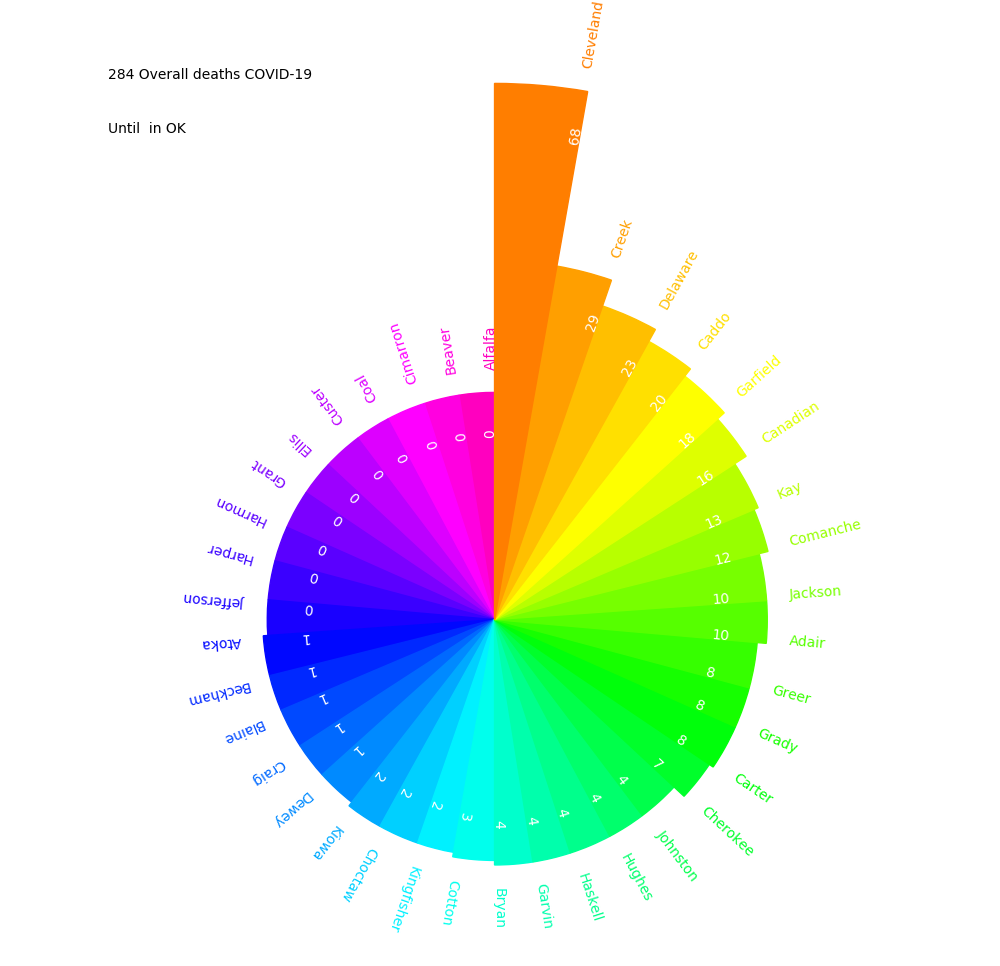 284 Overall deaths COVID-19
Until  in OK
Cleveland
68
Creek
29
Delaware
23
Caddo
20
Garfield
18
Canadian
16
Kay
13
Comanche
12
Jackson
10
Adair
10
Greer
8
Grady
8
Carter
8
Cherokee
7
Johnston
4
Hughes
4
Haskell
4
Garvin
4
Bryan
4
Cotton
3
Kingfisher
2
Choctaw
2
Kiowa
2
Dewey
1
Craig
1
Blaine
1
Beckham
1
Atoka
1
Jefferson
0
Harper
0
Harmon
0
Grant
0
Ellis
0
Custer
0
Coal
0
Cimarron
0
Beaver
0
Alfalfa
0